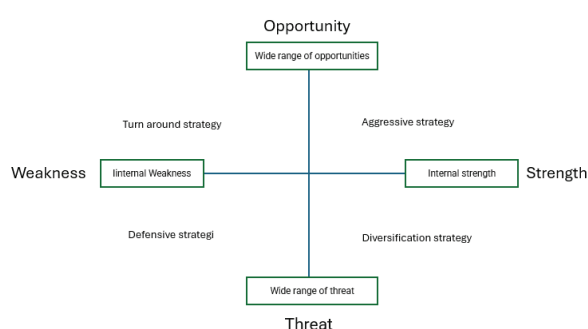 Opportunity
Wide range of opportunities
Turn around strategy
Aggressive strategy
Weakness
Iinternal Weakness
Internal strength
Strength
Defensive strategi
Diversification strategy
Wide range of threat
Threat